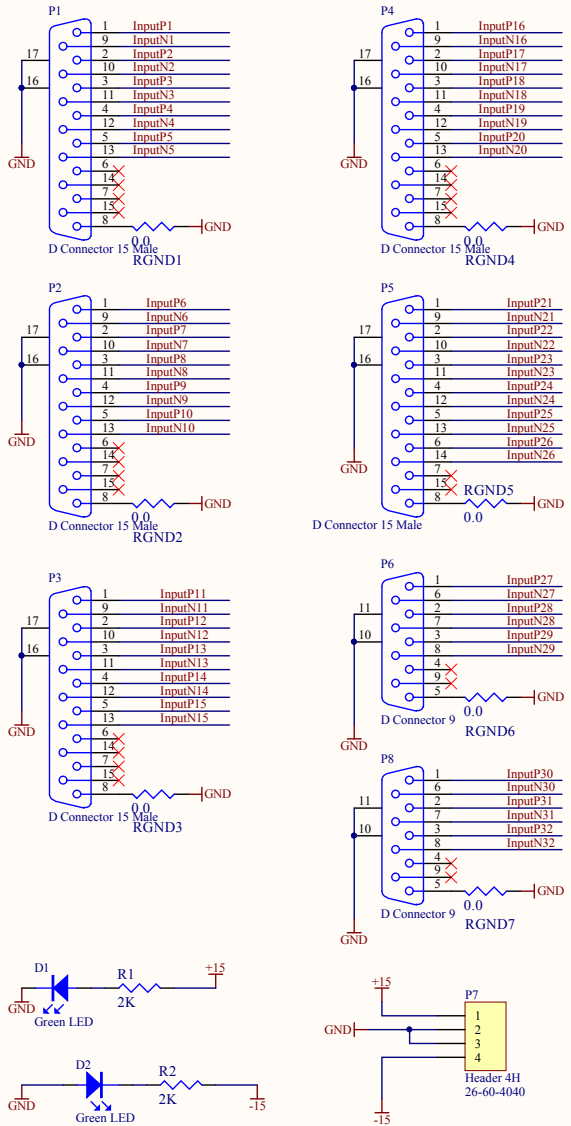 P1
1 InputP1
9 InputN1
2 InputP2
10 InputN2
3 InputP3
11 InputN3
4 InputP4
12 InputN4
5 InputP5
13 InputN5
6
14
7
15
8
17
16
GND
GND
0.0
D Connector 15 Male
RGND1
P4
1 InputP16
9 InputN16
2 InputP17
10 InputN17
3 InputP18
11 InputN18
4 InputP19
12 InputN19
5 InputP20
13 InputN20
6
14
7
15
8
17
16
GND
GND
0.0
D Connector 15 Male
RGND4
P2
1 InputP6
9 InputN6
2 InputP7
10 InputN7
3 InputP8
11 InputN8
4 InputP9
12 InputN9
5 InputP10
13 InputN10
6
14
7
15
8
17
16
GND
GND
0.0
D Connector 15 Male
RGND2
P5
1 InputP21
9 InputN21
2 InputP22
10 InputN22
3 InputP23
11 InputN23
4 InputP24
12 InputN24
5 InputP25
13 InputN25
6 InputP26
14 InputN26
7
15
8
17
16
GND
RGND5
GND
0.0
D Connector 15 Male
P3
1 InputP11
9 InputN11
2 InputP12
10 InputN12
3 InputP13
11 InputN13
4 InputP14
12 InputN14
5 InputP15
13 InputN15
6
14
7
15
8
17
16
GND
GND
0.0
D Connector 15 Male
RGND3
P6
1 InputP27
6 InputN27
2 InputP28
7 InputN28
3 InputP29
8 InputN29
4
9
5
11
10
GND
GND
0.0
D Connector 9
RGND6
P8
1 InputP30
6 InputN30
2 InputP31
7 InputN31
3 InputP32
8 InputN32
4
9
5
11
10
GND
GND
0.0
D Connector 9
RGND7
D1
R1
+15
2K
GND
Green LED
D2
R2
2K
GND
Green LED
-15
+15
P7
1
2
3
4
GND
Header 4H
26-60-4040
-15